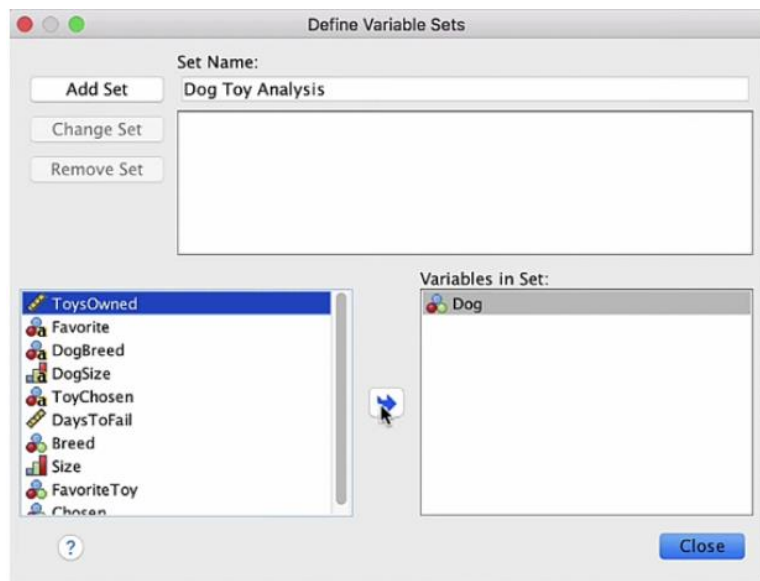 Define Variable Sets
Set Name:
Add Set
Dog Toy Analysis
Change Set
Remove Set
Variables in Set:
ToysOwned
Favorite
DogBreed
DogSize
ToyChosen
DaysToFail
Breed
Size
FavoriteToy
Chosen
Dog
?
Close